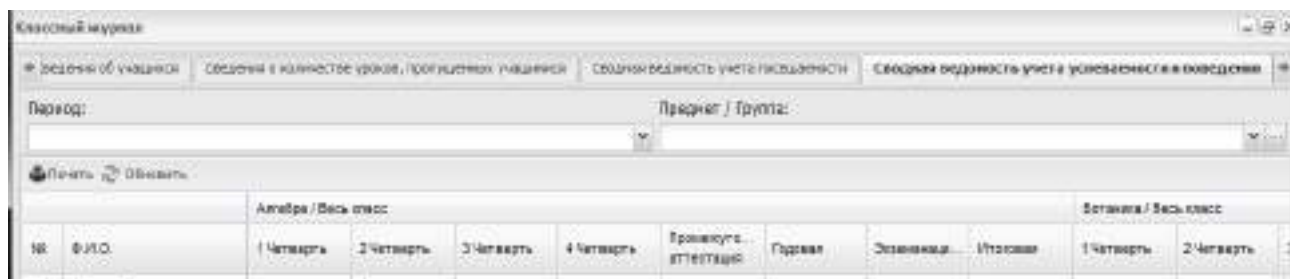 Классный журнал
ведения об учащихся Сведения о количестве уроков, пропущенных учащимися Сводная ведомость учета посещаемости Сводная ведомость учета успеваемости и поведения
Период: Предмет / Группа:
Печать Обновить
Алгебра / Весь класс Ботаника / Весь класс
№ Ф.И.О. 1 Четверть 2 Четверть 3 Четверть 4 Четверть Промежуто... аттестация Годовая Экзаменаци... Итоговая 1 Четверть 2 Четверть